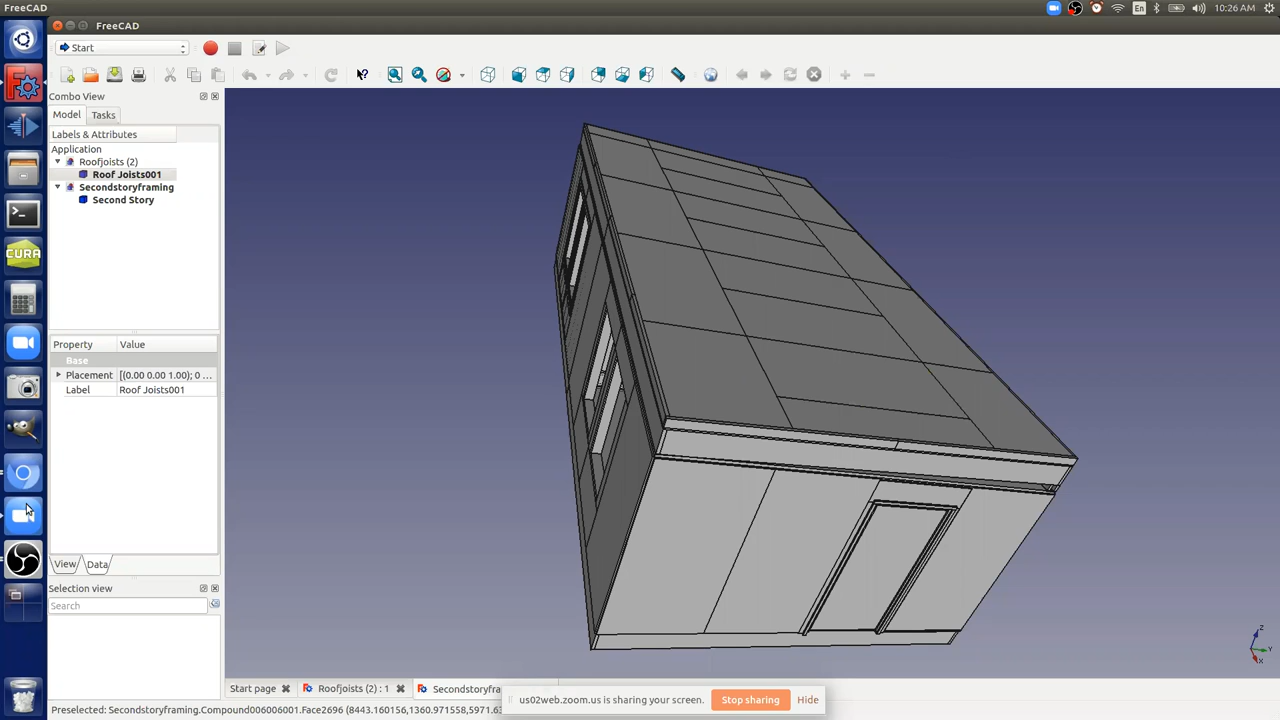 FreeCAD
En
10:26 AM
FreeCAD
Start
Combo View
Model
Tasks
Labels & Attributes
Application
Roofjoists (2)
Roof Joists001
Secondstoryframing
Second Story
CURA
Property
Value
Base
Placement
[(0.00 0.00 1.00); 0 ...
Label
Roof Joists001
View
Data
Selection view
Search
Z
Y
X
Start page
Roofjoists (2) : 1
Secondstoryfra
us02web.zoom.us is sharing your screen.
Stop sharing
Hide
Preselected: Secondstoryframing.Compound006006001.Face2696 (8443.160156,1360.971558,5971.63